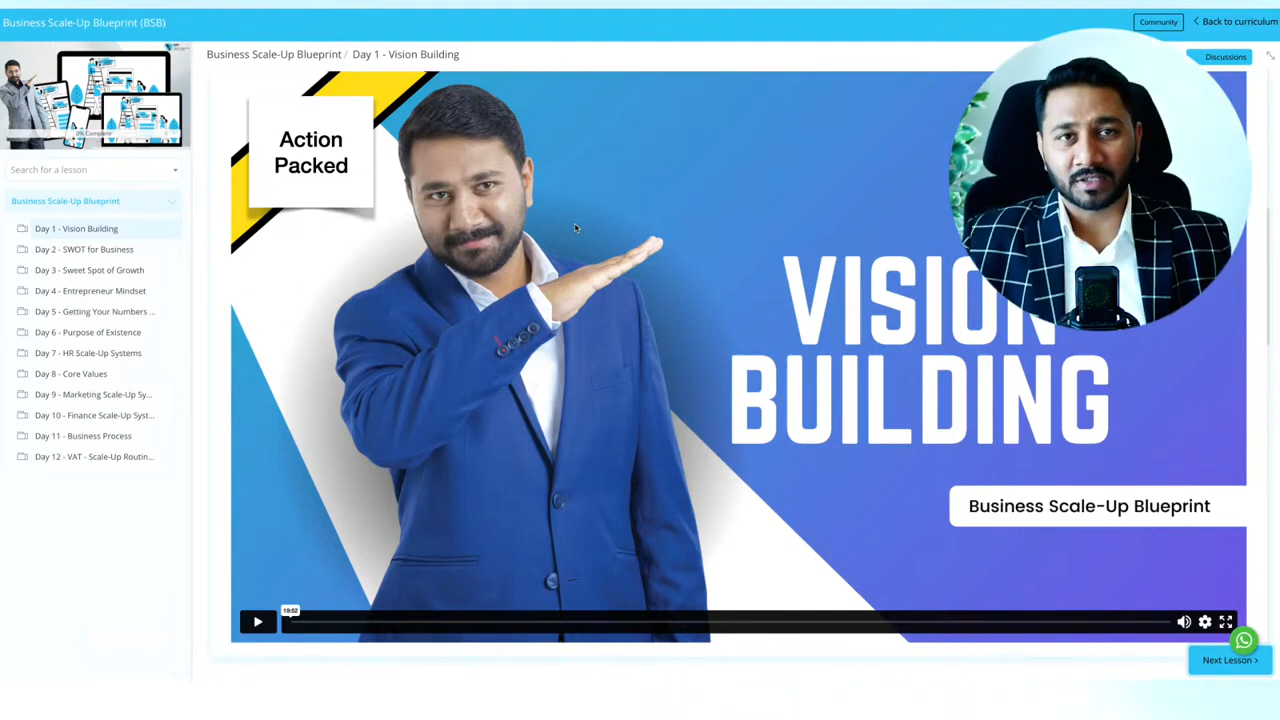 Business Scale-Up Blueprint (BSB)
Community
Back to curriculum
0% Complete
Search for a lesson
Business Scale-Up Blueprint
Day 1 - Vision Building
Day 2 - SWOT for Business
Day 3 - Sweet Spot of Growth
Day 4 - Entrepreneur Mindset
Day 5 - Getting Your Numbers ...
Day 6 - Purpose of Existence
Day 7 - HR Scale-Up Systems
Day 8 - Core Values
Day 9 - Marketing Scale-Up Sy...
Day 10 - Finance Scale-Up Syst...
Day 11 - Business Process
Day 12 - VAT - Scale-Up Routin...
Business Scale-Up Blueprint / Day 1 - Vision Building
Discussions
Action
Packed
VISION
BUILDING
Business Scale-Up Blueprint
19:52
Next Lesson